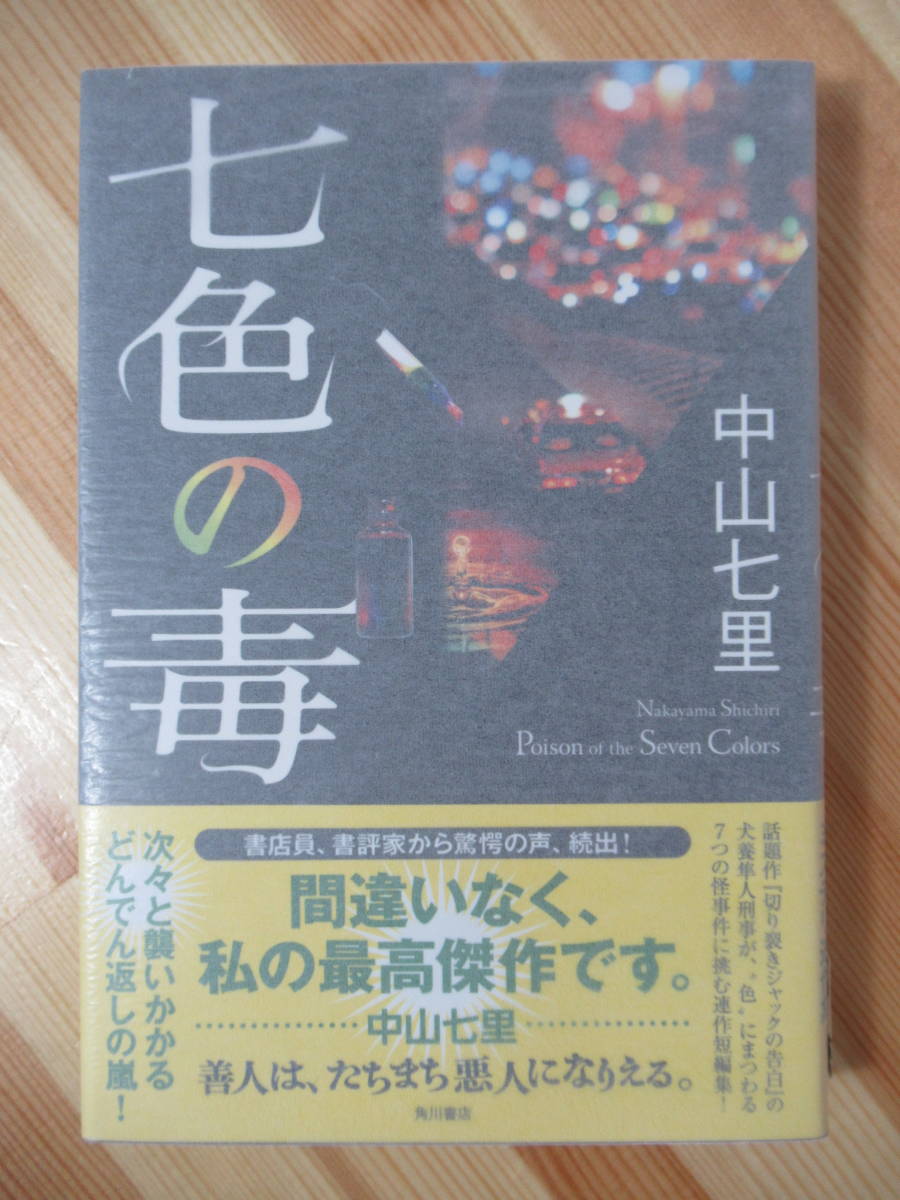 七色の毒
中山七里
Nakayama Shichiri
Poison of the Seven Colors
話題作『切り裂きジャックの告白』の
犬養隼人刑事が、“色”にまつわる
7つの怪事件に挑む連作短編集！
書店員、書評家から驚愕の声、続出！
間違いなく、
私の最高傑作です。
中山七里
善人は、たちまち悪人になりえる。
次々と襲いかかる
どんでん返しの嵐！
角川書店